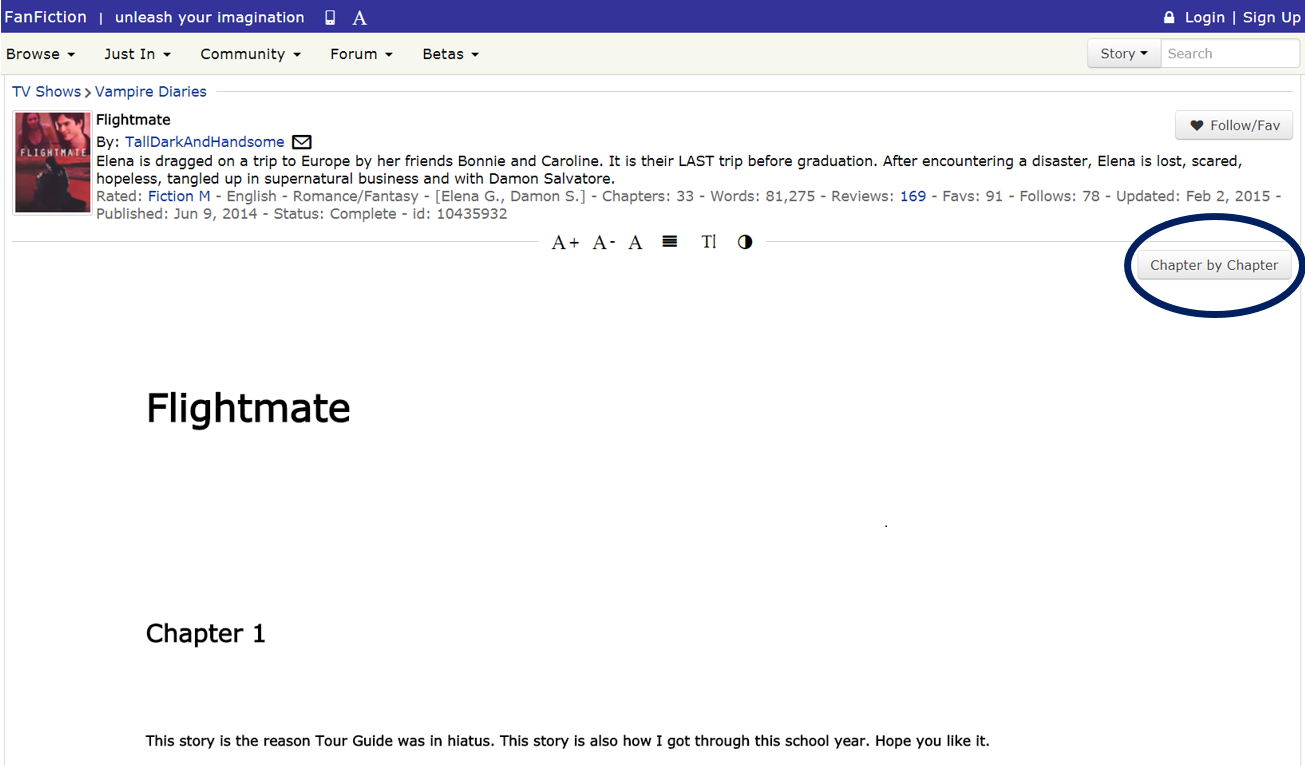 FanFiction | unleash your imagination A Login | Sign Up
Browse Just In Community Forum Betas Story Search
TV Shows > Vampire Diaries
Flightmate Follow/Fav
FLIGHTMATE
By: TallDarkAndHandsome
Elena is dragged on a trip to Europe by her friends Bonnie and Caroline. It is their LAST trip before graduation. After encountering a disaster, Elena is lost, scared,
hopeless, tangled up in supernatural business and with Damon Salvatore.
Rated: Fiction M - English - Romance/Fantasy - [Elena G., Damon S.] - Chapters: 33 - Words: 81,275 - Reviews: 169 - Favs: 91 - Follows: 78 - Updated: Feb 2, 2015 -
Published: Jun 9, 2014 - Status: Complete - id: 10435932
A+ A- A T|
Chapter by Chapter
Flightmate
.
Chapter 1
This story is the reason Tour Guide was in hiatus. This story is also how I got through this school year. Hope you like it.